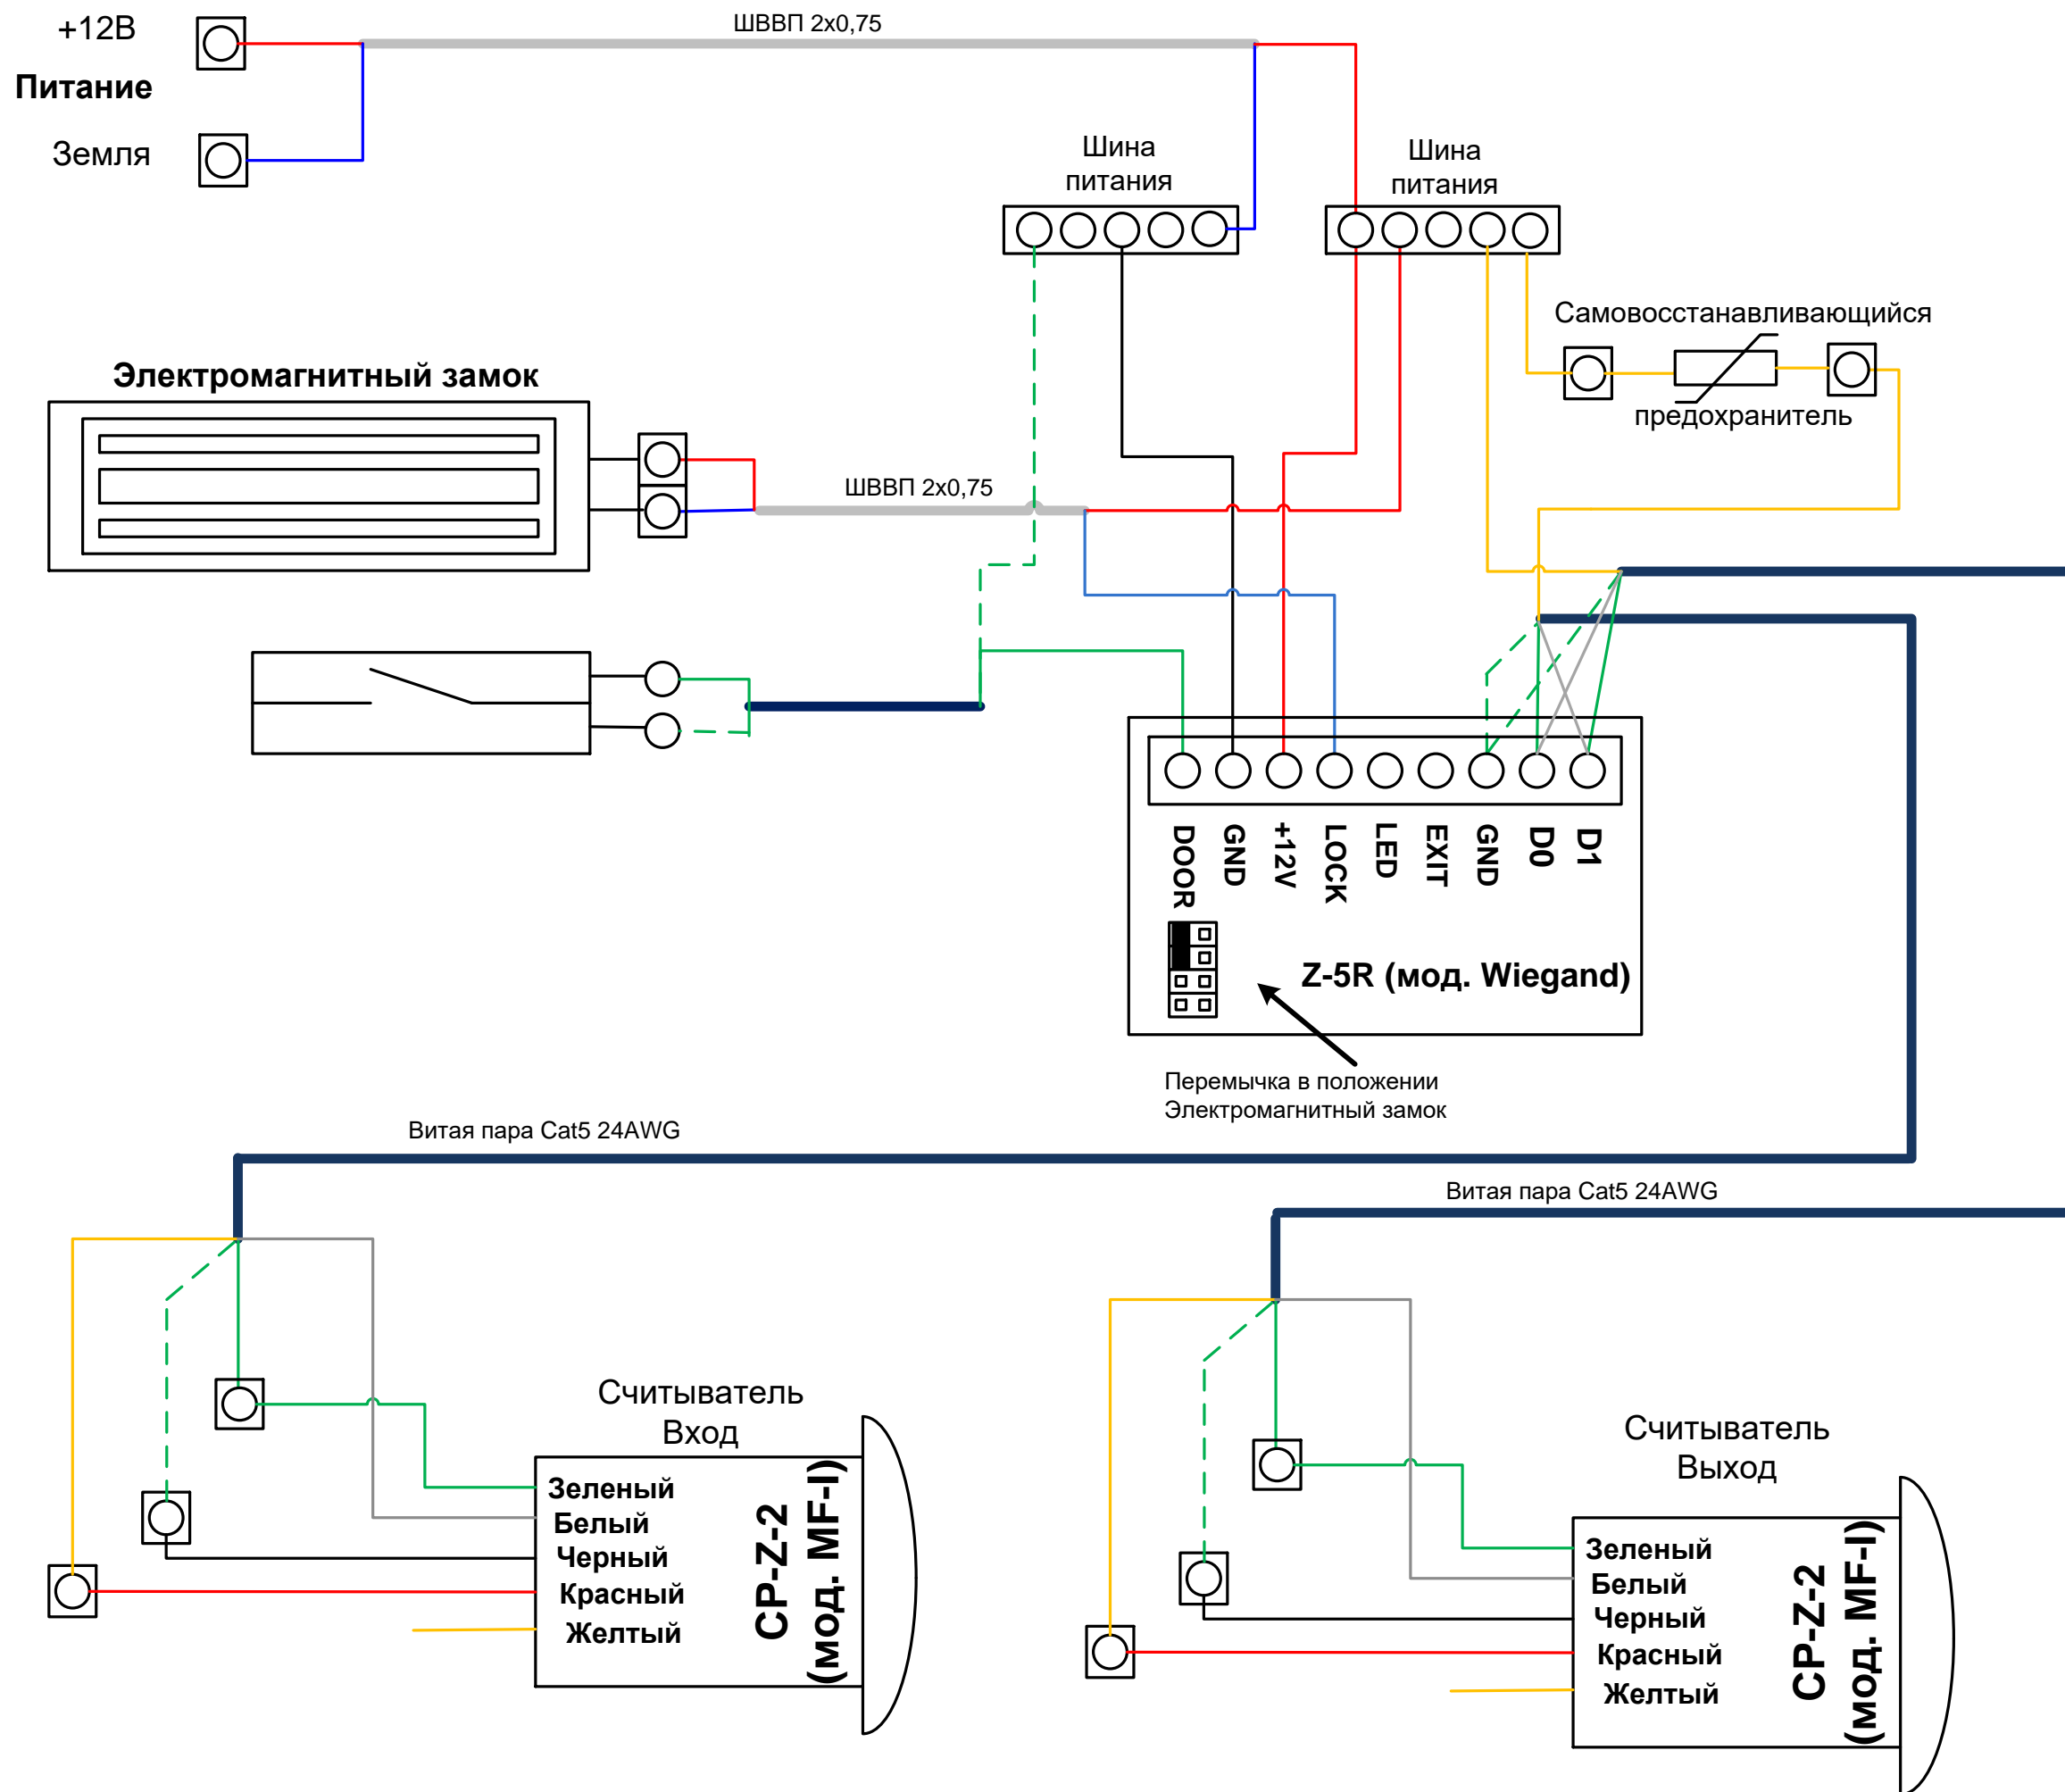 +12В
Питание
Земля
ШВВП 2х0,75
Шина
питания
Шина
питания
Самовосстанавливающийся
предохранитель
Электромагнитный замок
ШВВП 2х0,75
DOOR
GND
+12V
LOCK
LED
EXIT
GND
D0
D1
Z-5R (мод. Wiegand)
Перемычка в положении
Электромагнитный замок
Витая пара Cat5 24AWG
Витая пара Cat5 24AWG
Считыватель
Вход
Зеленый
Белый
Черный
Красный
Желтый
CP-Z-2
(мод. MF-I)
Считыватель
Выход
Зеленый
Белый
Черный
Красный
Желтый
CP-Z-2
(мод. MF-I)